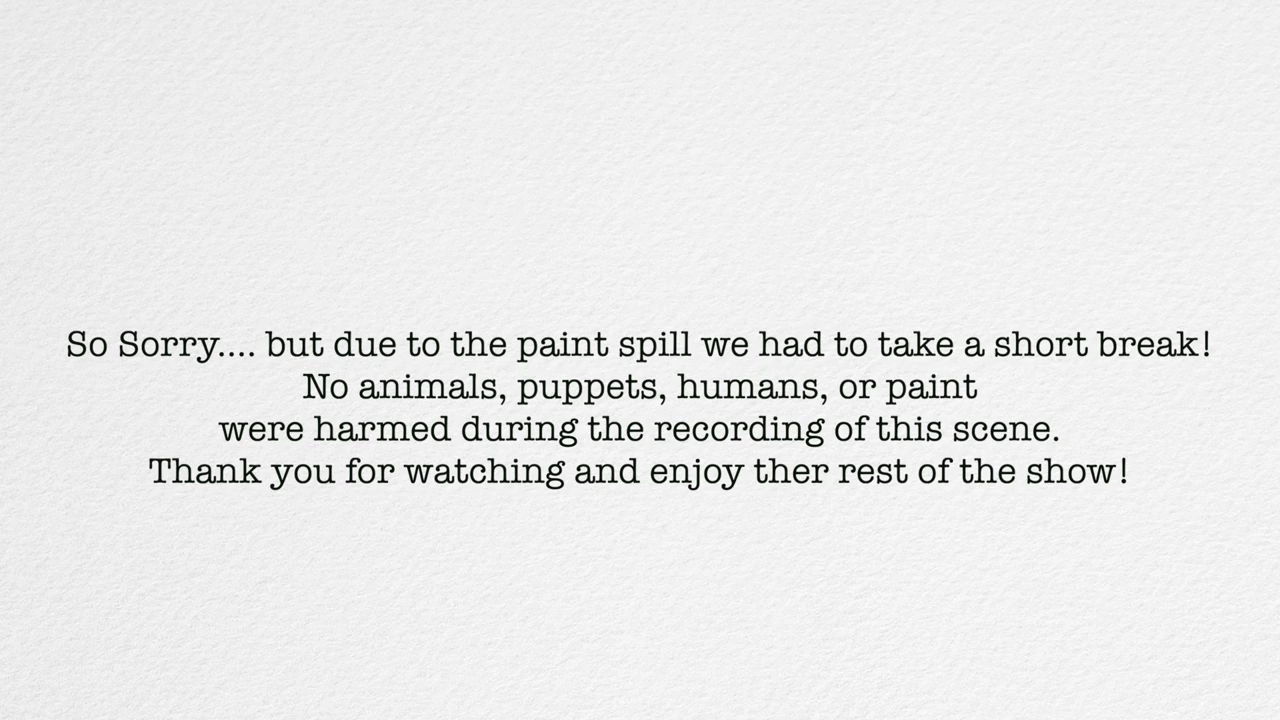 So Sorry.... but due to the paint spill we had to take a short break!
No animals, puppets, humans, or paint
were harmed during the recording of this scene.
Thank you for watching and enjoy ther rest of the show!